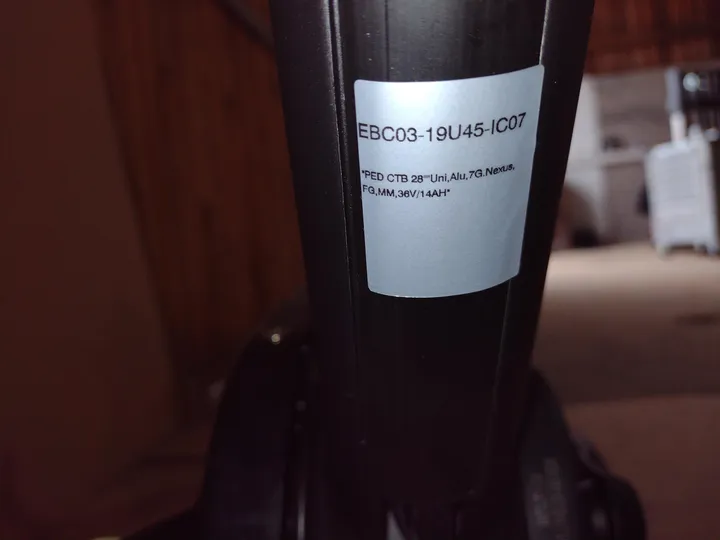 EBC03-19U45-IC07
"PED CTB 28""Uni,Alu,7G.Nexus,
FG,MM,36V/14AH"